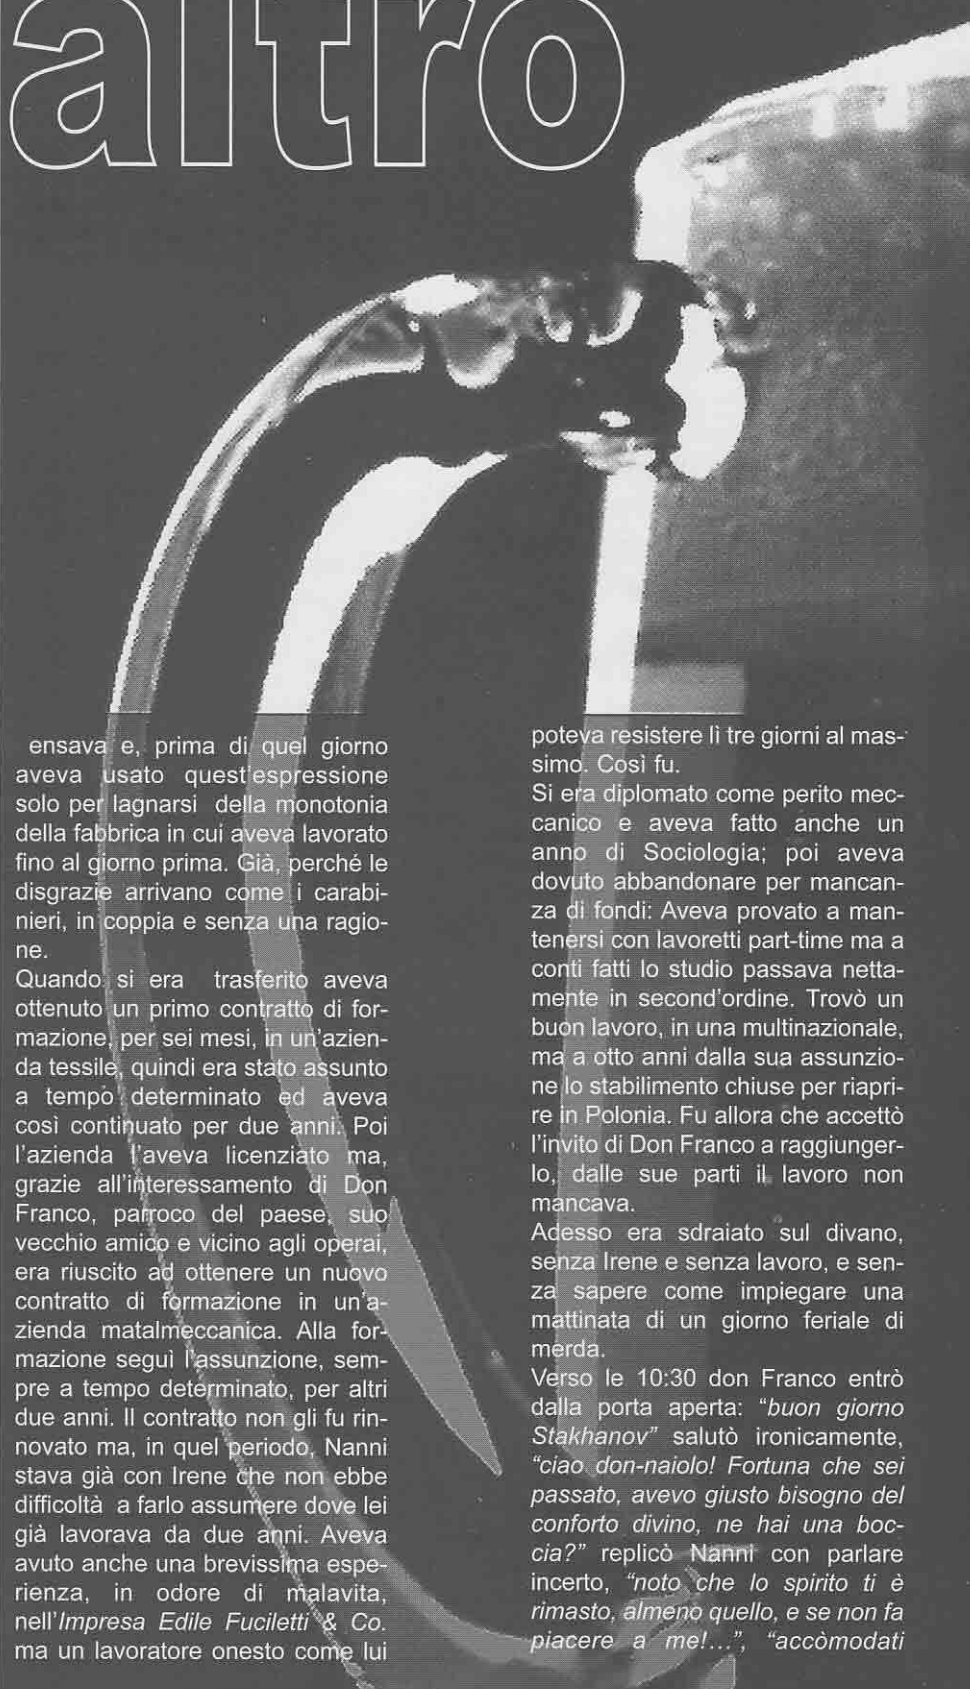 altro
ensava e, prima di quel giorno
aveva usato quest'espressione
solo per lagnarsi della monotonia
della fabbrica in cui aveva lavorato
fino al giorno prima. Già, perché le
disgrazie arrivano come i carabi-
nieri, in coppia e senza una ragio-
ne.
Quando si era trasferito aveva
ottenuto un primo contratto di for-
mazione, per sei mesi, in un'azien-
da tessile, quindi era stato assunto
a tempo determinato ed aveva
così continuato per due anni. Poi
l'azienda l'aveva licenziato ma,
grazie all'interessamento di Don
Franco, parroco del paese, suo
vecchio amico e vicino agli operai,
era riuscito ad ottenere un nuovo
contratto di formazione in un'a-
zienda matalmeccanica. Alla for-
mazione seguì l'assunzione, sem-
pre a tempo determinato, per altri
due anni. Il contratto non gli fu rin-
novato ma, in quel periodo, Nanni
stava già con Irene che non ebbe
difficoltà a farlo assumere dove lei
già lavorava da due anni. Aveva
avuto anche una brevissima espe-
rienza, in odore di malavita,
nell'Impresa Edile Fuciletti & Co.
ma un lavoratore onesto come lui
poteva resistere lì tre giorni al mas-
simo. Così fu.
Si era diplomato come perito mec-
canico e aveva fatto anche un
anno di Sociologia; poi aveva
dovuto abbandonare per mancan-
za di fondi: Aveva provato a man-
tenersi con lavoretti part-time ma a
conti fatti lo studio passava netta-
mente in second'ordine. Trovò un
buon lavoro, in una multinazionale,
ma a otto anni dalla sua assunzio-
ne lo stabilimento chiuse per riapri-
re in Polonia. Fu allora che accettò
l'invito di Don Franco a raggiunger-
lo, dalle sue parti il lavoro non
mancava.
Adesso era sdraiato sul divano,
senza Irene e senza lavoro, e sen-
za sapere come impiegare una
mattinata di un giorno feriale di
merda.
Verso le 10:30 don Franco entrò
dalla porta aperta: "buon giorno
Stakhanov" salutò ironicamente,
"ciao don-naiolo! Fortuna che sei
passato, avevo giusto bisogno del
conforto divino, ne hai una boc-
cia?" replicò Nanni con parlare
incerto, "noto che lo spirito ti è
rimasto, almeno quello, e se non fa
piacere a me!...", "accòmodati